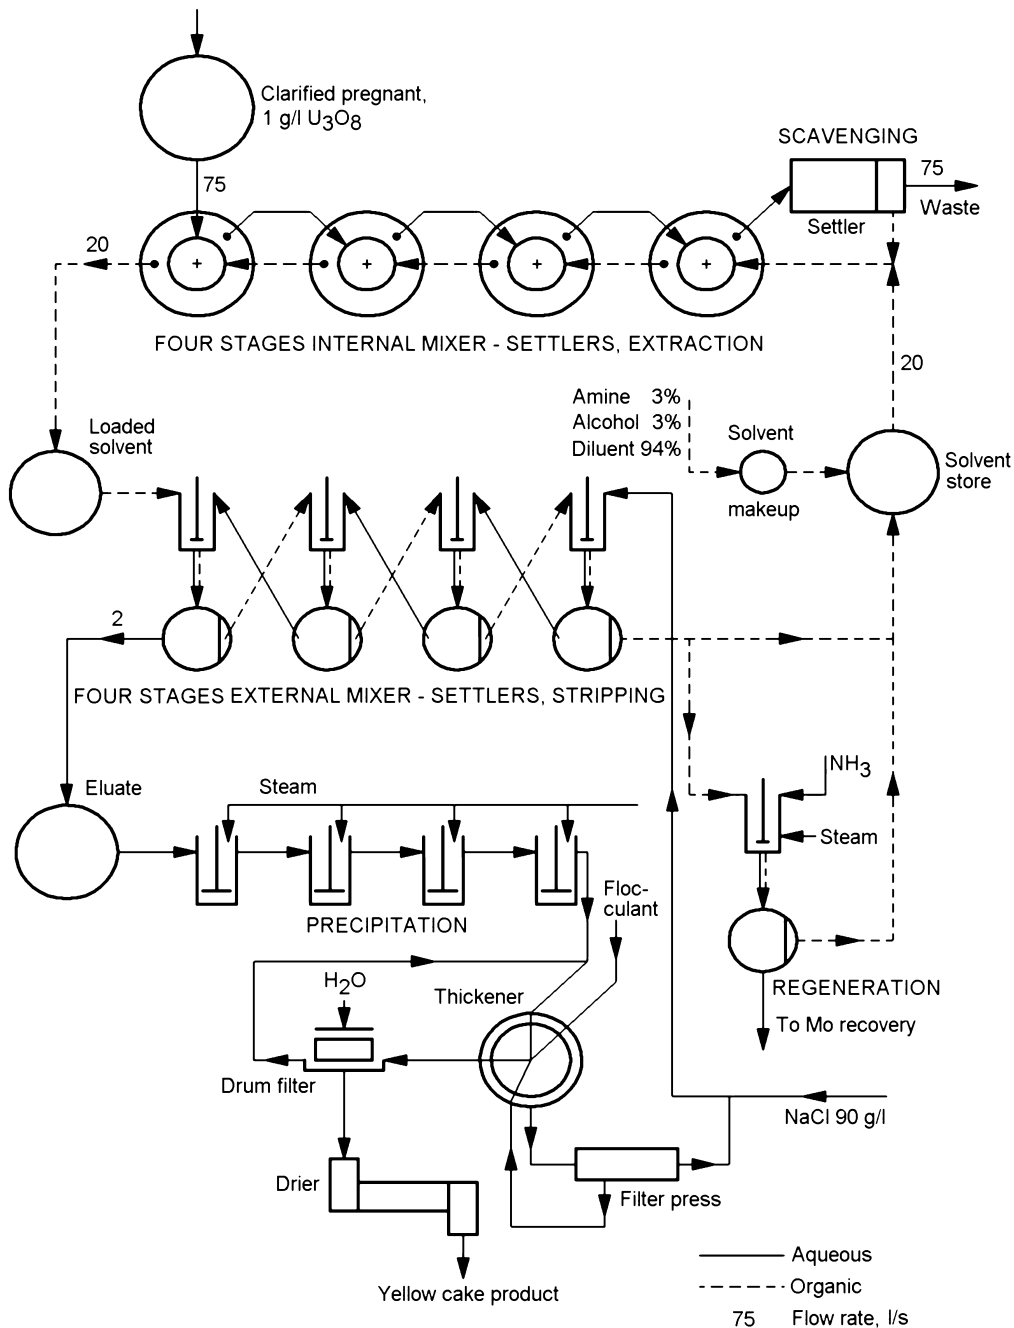 Clarified pregnant,
1 g/l U₃O₈
SCAVENGING
75
75
Waste
Settler
20
FOUR STAGES INTERNAL MIXER - SETTLERS, EXTRACTION
20
Amine 3%
Alcohol 3%
Diluent 94%
Loaded
solvent
Solvent
makeup
Solvent
store
2
FOUR STAGES EXTERNAL MIXER - SETTLERS, STRIPPING
Eluate
Steam
NH₃
Steam
PRECIPITATION
Floc-
culant
REGENERATION
H₂O
Thickener
To Mo recovery
Drum filter
NaCl 90 g/l
Drier
Filter press
Yellow cake product
Aqueous
Organic
75 Flow rate, l/s